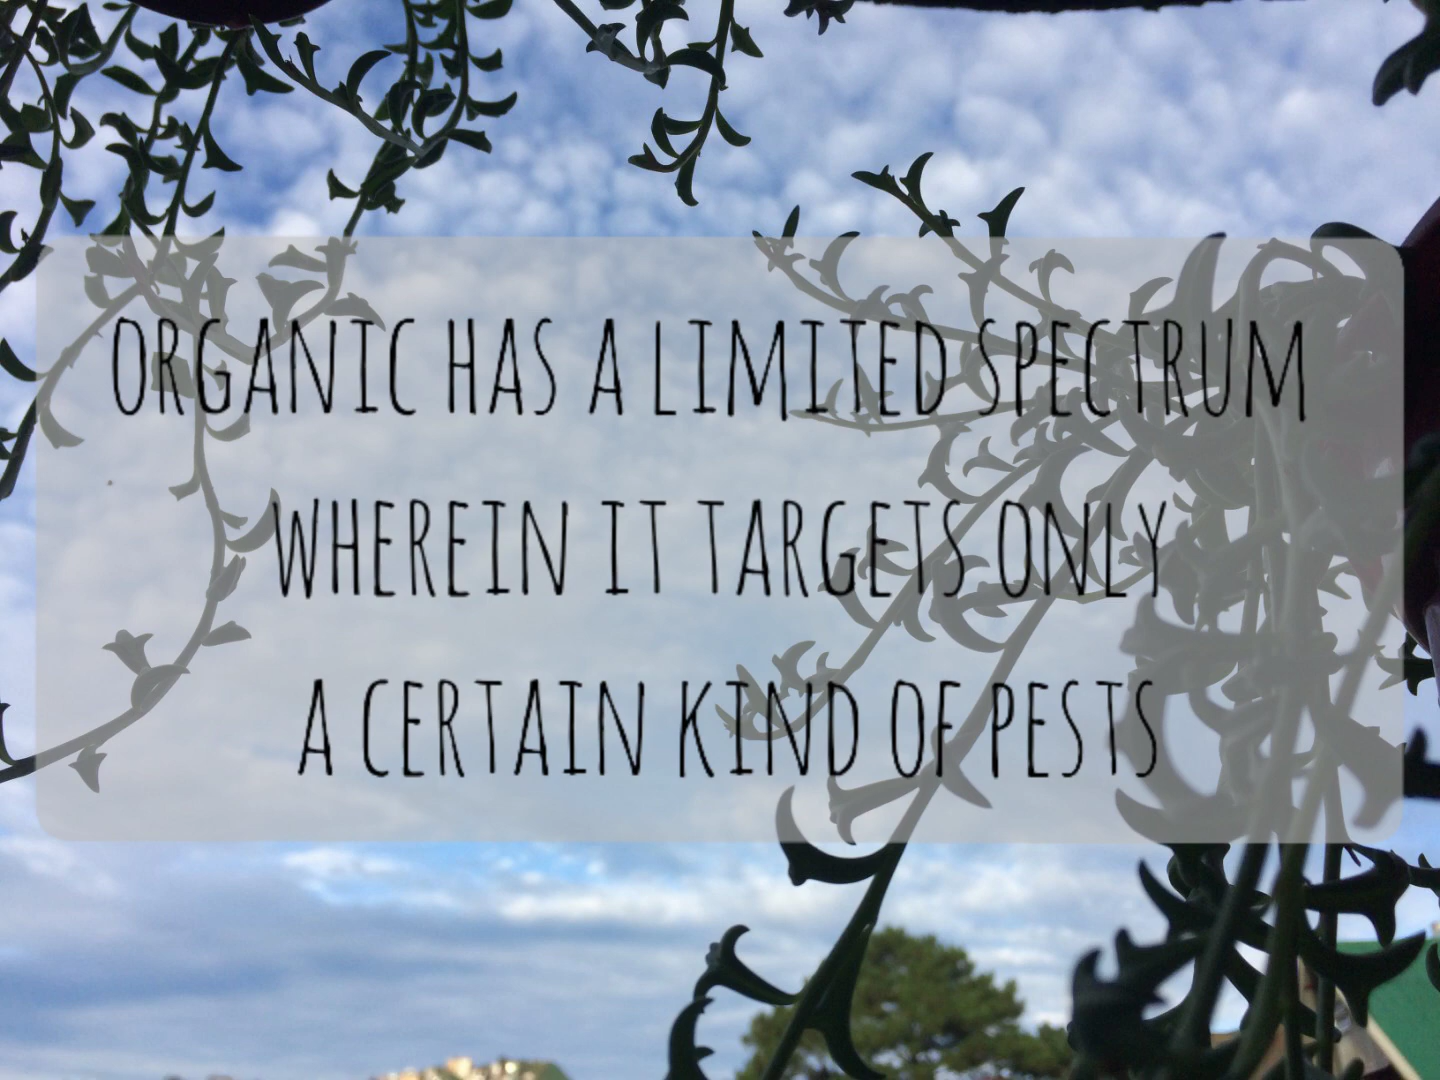 ORGANIC HAS A LIMITED SPECTRUM
WHEREIN IT TARGETS ONLY
A CERTAIN KIND OF PESTS